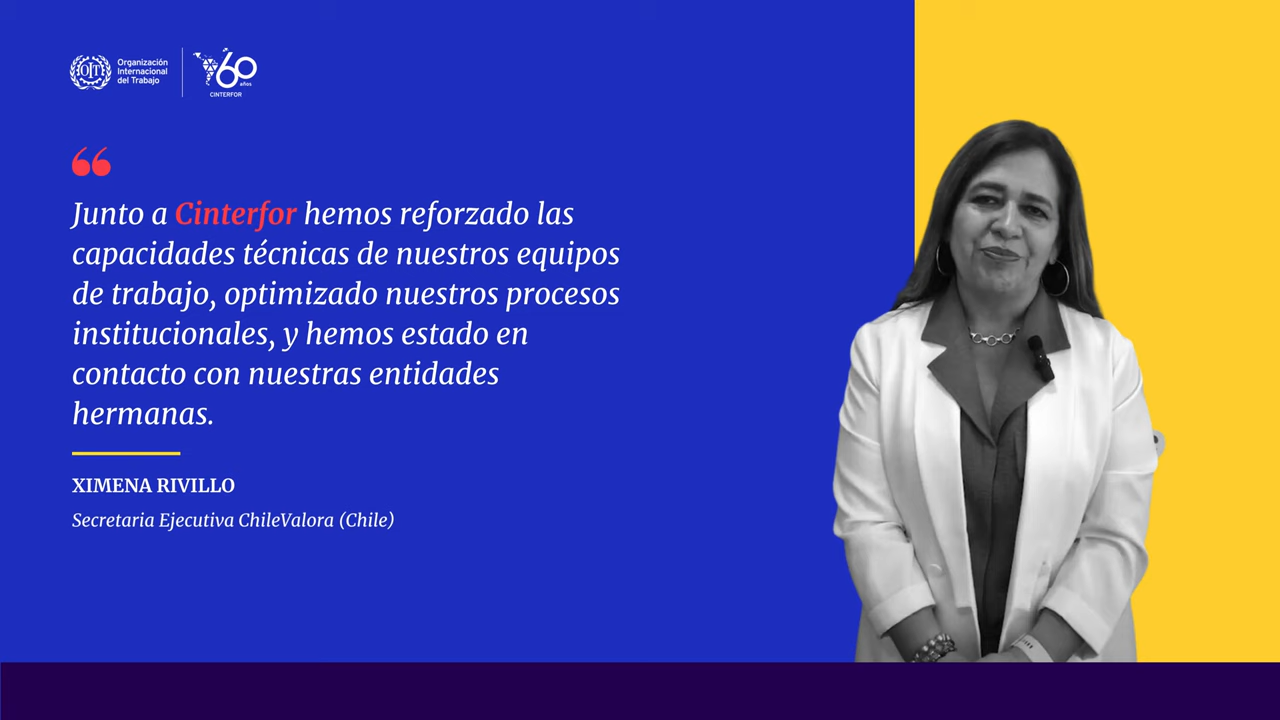 OIT
Organización
Internacional
del Trabajo
60
años
CINTERFOR
“
Junto a Cinterfor hemos reforzado las
capacidades técnicas de nuestros equipos
de trabajo, optimizado nuestros procesos
institucionales, y hemos estado en
contacto con nuestras entidades
hermanas.
XIMENA RIVILLO
Secretaria Ejecutiva ChileValora (Chile)